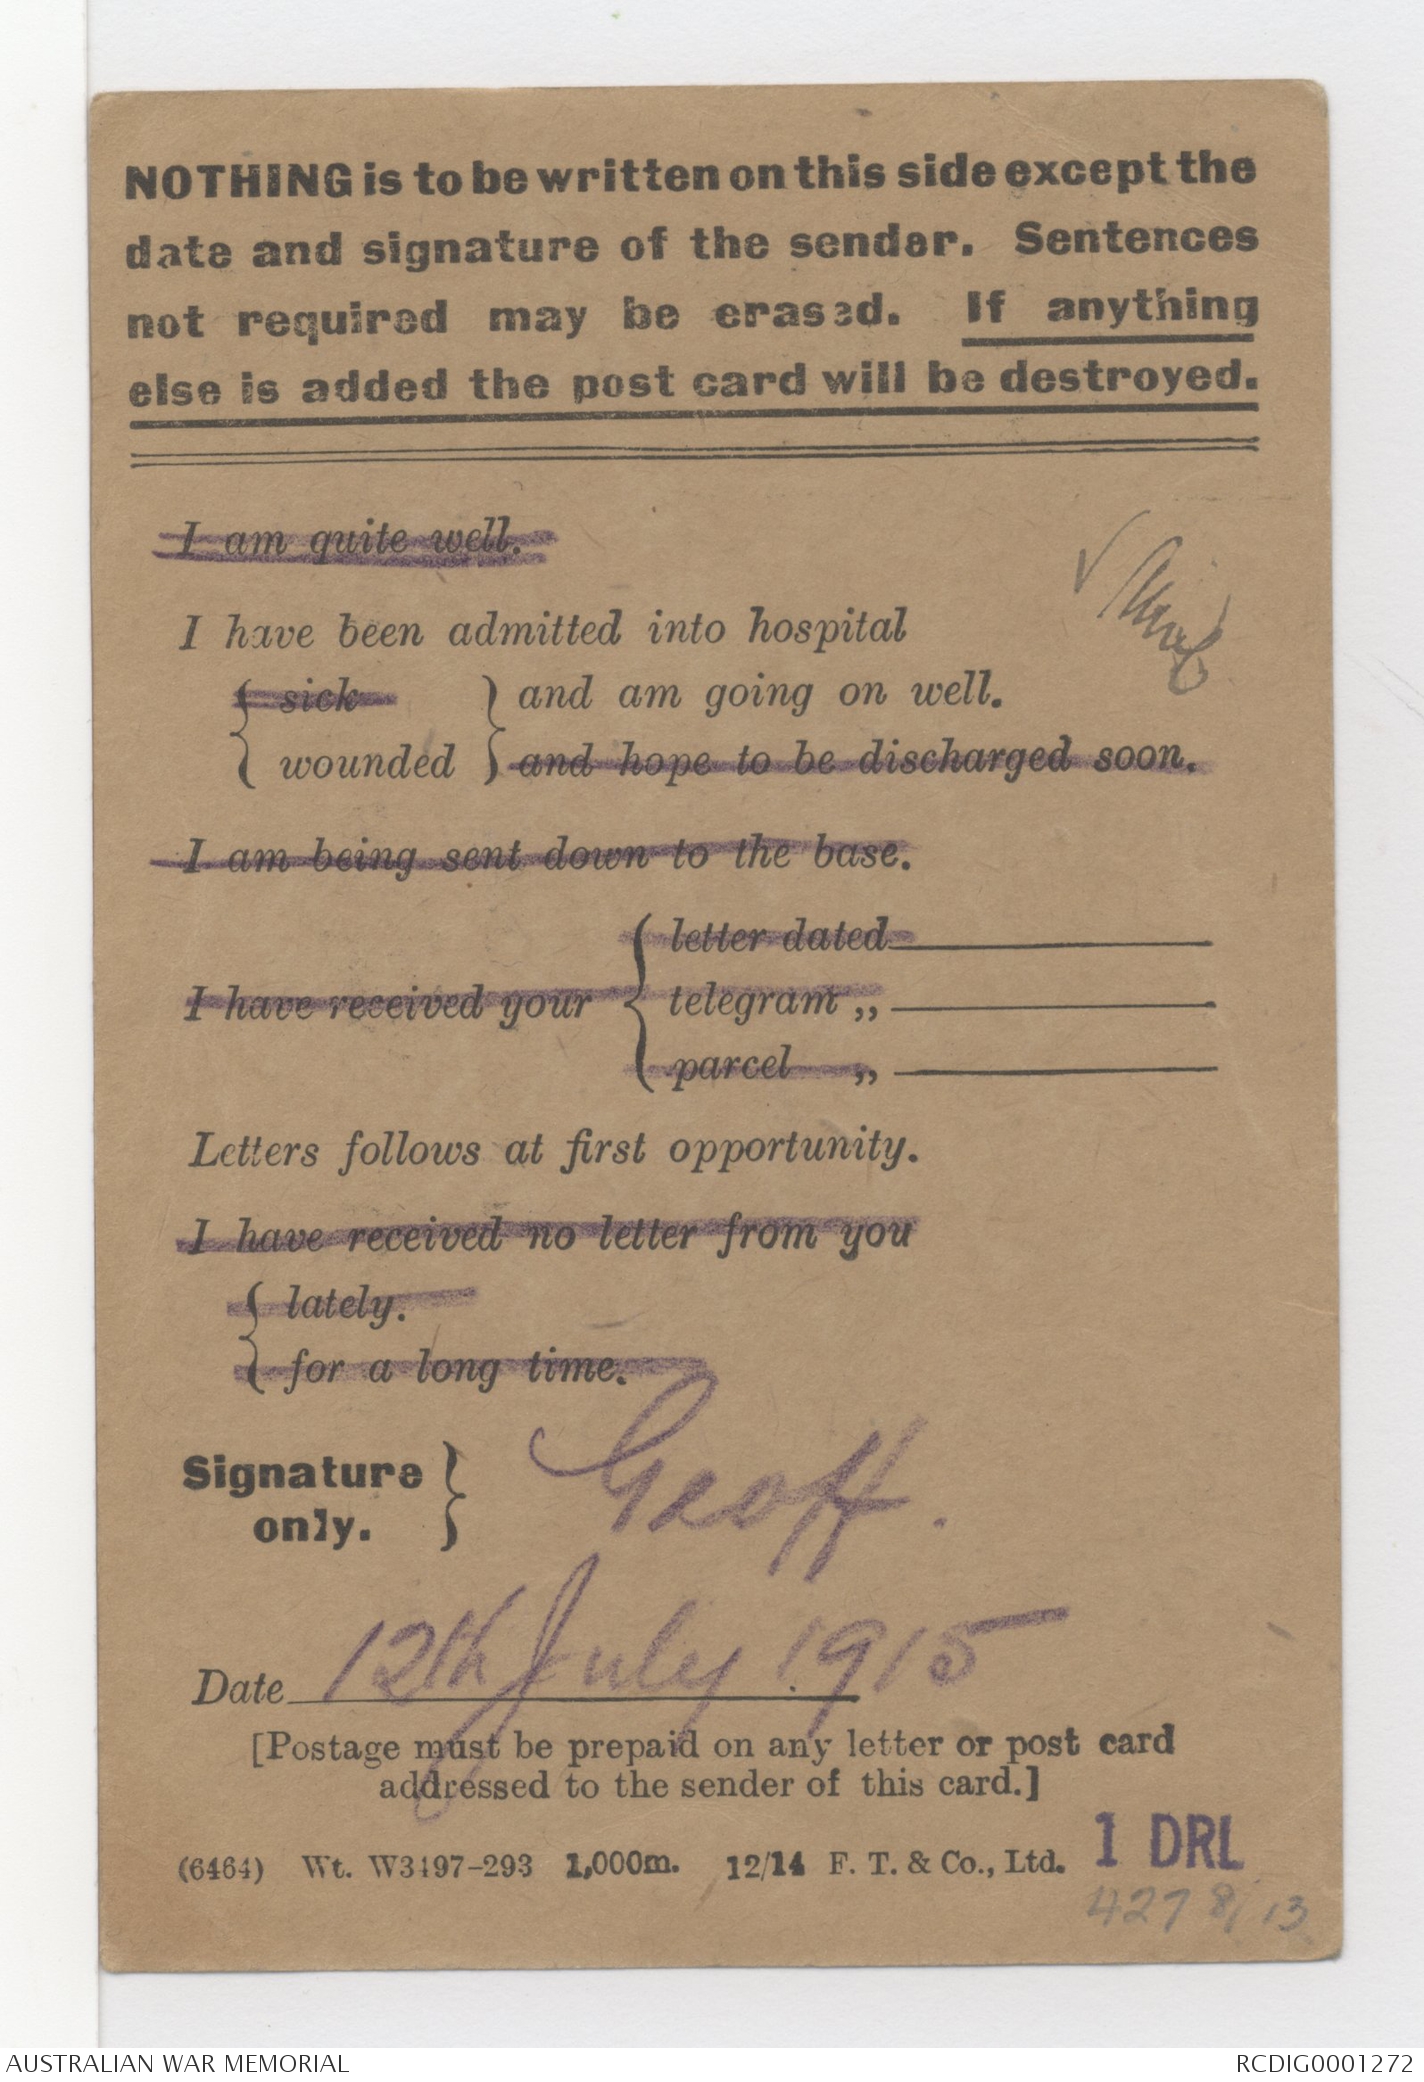 NOTHING is to be written on this side except the
date and signature of the sender. Sentences
not required may be erased. If anything
else is added the post card will be destroyed.
I am quite well.
I have been admitted into hospital
sick
and am going on well.
wounded
and hope to be discharged soon.
I am being sent down to the base.
letter dated
I have received your
telegram ,,
parcel ,,
Letters follows at first opportunity.
I have received no letter from you
lately.
for a long time.
Signature
only.
Geoff.
Date 12th July 1915
[Postage must be prepaid on any letter or post card
addressed to the sender of this card.]
(6464) Wt. W3497–293 1,000m. 12/14 F. T. & Co., Ltd.
1 DRL
427 8/13
AUSTRALIAN WAR MEMORIAL
RCDIG0001272